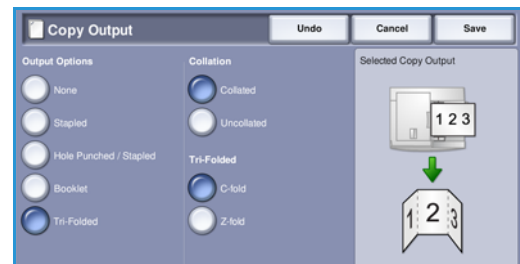 Copy Output
Undo
Cancel
Save
Output Options
None
Stapled
Hole Punched / Stapled
Booklet
Tri-Folded
Collation
Collated
Uncollated
Tri-Folded
C-fold
Z-fold
Selected Copy Output
1 2 3
1 2 3